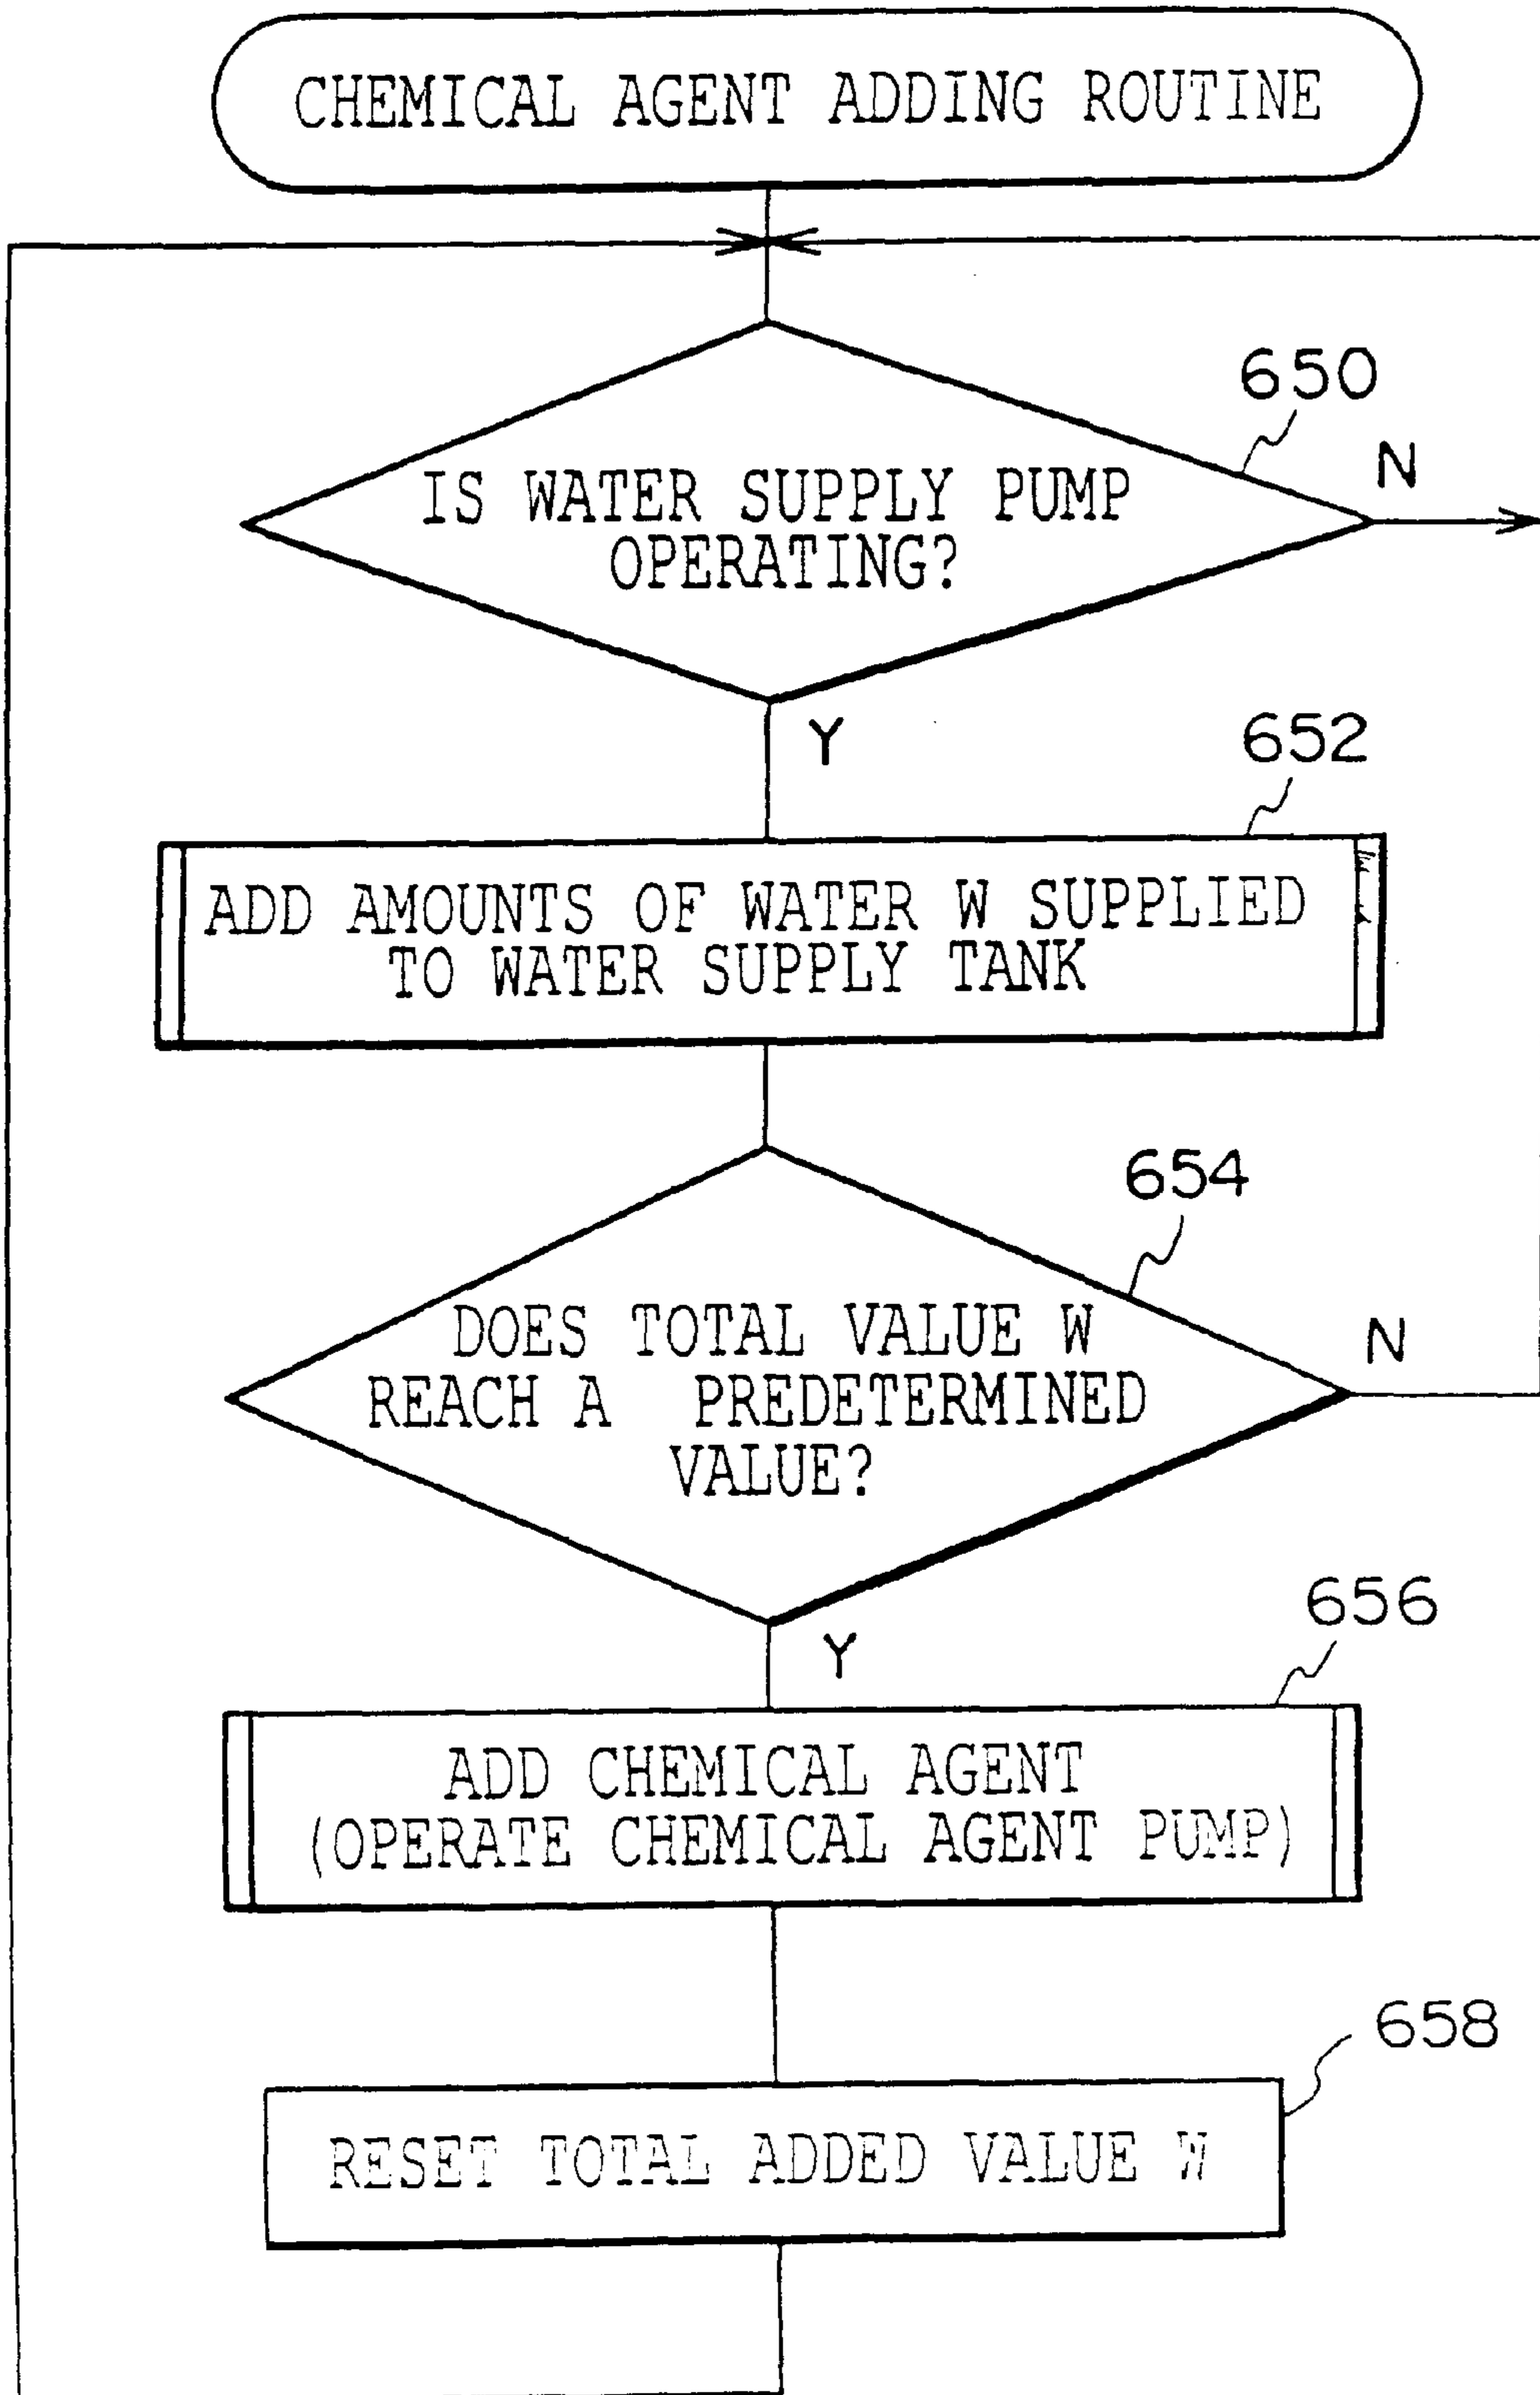 CHEMICAL AGENT ADDING ROUTINE
650
N
IS WATER SUPPLY PUMP
OPERATING?
Y
652
ADD AMOUNTS OF WATER W SUPPLIED
TO WATER SUPPLY TANK
654
N
DOES TOTAL VALUE W
REACH A PREDETERMINED
VALUE?
Y
656
ADD CHEMICAL AGENT
(OPERATE CHEMICAL AGENT PUMP)
658
RESET TOTAL ADDED VALUE W